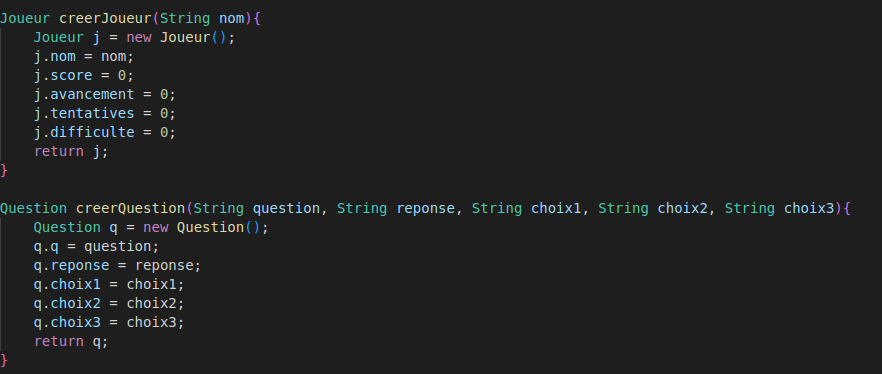 Joueur creerJoueur(String nom){
    Joueur j = new Joueur();
    j.nom = nom;
    j.score = 0;
    j.avancement = 0;
    j.tentatives = 0;
    j.difficulte = 0;
    return j;
}

Question creerQuestion(String question, String reponse, String choix1, String choix2, String choix3){
    Question q = new Question();
    q.q = question;
    q.reponse = reponse;
    q.choix1 = choix1;
    q.choix2 = choix2;
    q.choix3 = choix3;
    return q;
}